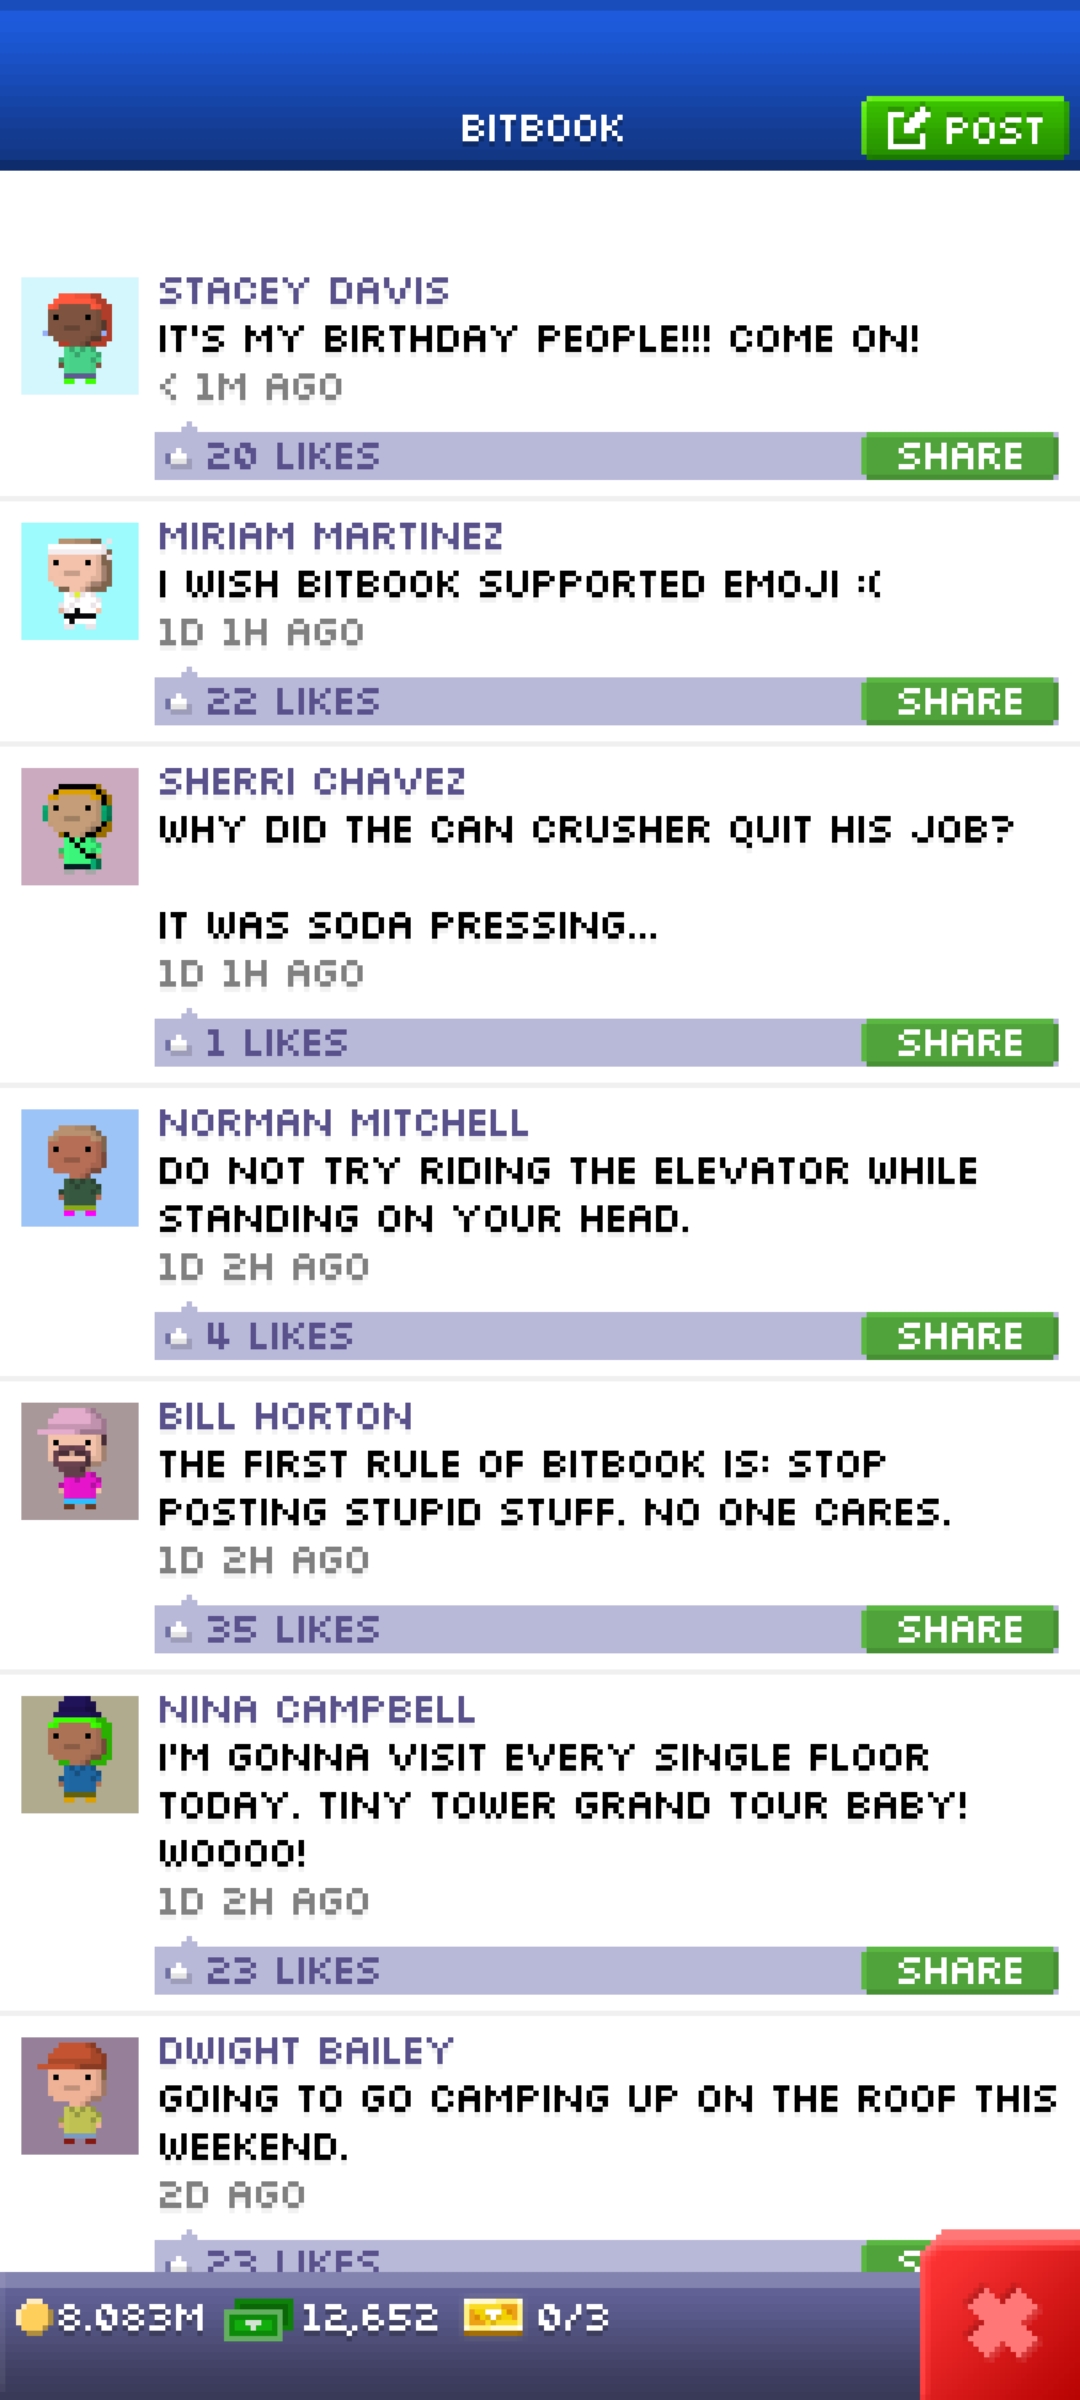 BITBOOK
POST
STACEY DAVIS
IT'S MY BIRTHDAY PEOPLE!!! COME ON!
< 1M AGO
20 LIKES
SHARE
MIRIAM MARTINEZ
I WISH BITBOOK SUPPORTED EMOJI :(
1D 1H AGO
22 LIKES
SHARE
SHERRI CHAVEZ
WHY DID THE CAN CRUSHER QUIT HIS JOB?
IT WAS SODA PRESSING...
1D 1H AGO
1 LIKES
SHARE
NORMAN MITCHELL
DO NOT TRY RIDING THE ELEVATOR WHILE
STANDING ON YOUR HEAD.
1D 2H AGO
4 LIKES
SHARE
BILL HORTON
THE FIRST RULE OF BITBOOK IS: STOP
POSTING STUPID STUFF. NO ONE CARES.
1D 2H AGO
35 LIKES
SHARE
NINA CAMPBELL
I'M GONNA VISIT EVERY SINGLE FLOOR
TODAY. TINY TOWER GRAND TOUR BABY!
WOOOO!
1D 2H AGO
23 LIKES
SHARE
DWIGHT BAILEY
GOING TO GO CAMPING UP ON THE ROOF THIS
WEEKEND.
2D AGO
23 LIKES
8.083M
12,652
0/3